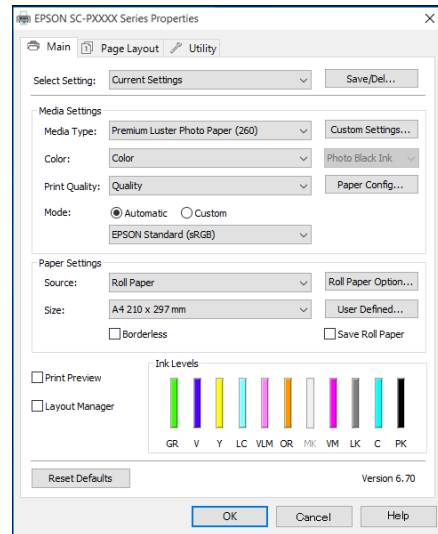 EPSON SC-PXXXX Series Properties
Main Page Layout Utility
Select Setting: Current Settings Save/Del...
Media Settings
Media Type: Premium Luster Photo Paper (260) Custom Settings...
Color: Color Photo Black Ink
Print Quality: Quality Paper Config...
Mode: Automatic Custom
EPSON Standard (sRGB)
Paper Settings
Source: Roll Paper Roll Paper Option...
Size: A4 210 x 297 mm User Defined...
Borderless Save Roll Paper
Ink Levels
Print Preview
Layout Manager
GR V Y LC VLM OR MK VM LK C PK
Reset Defaults Version 6.70
OK Cancel Help